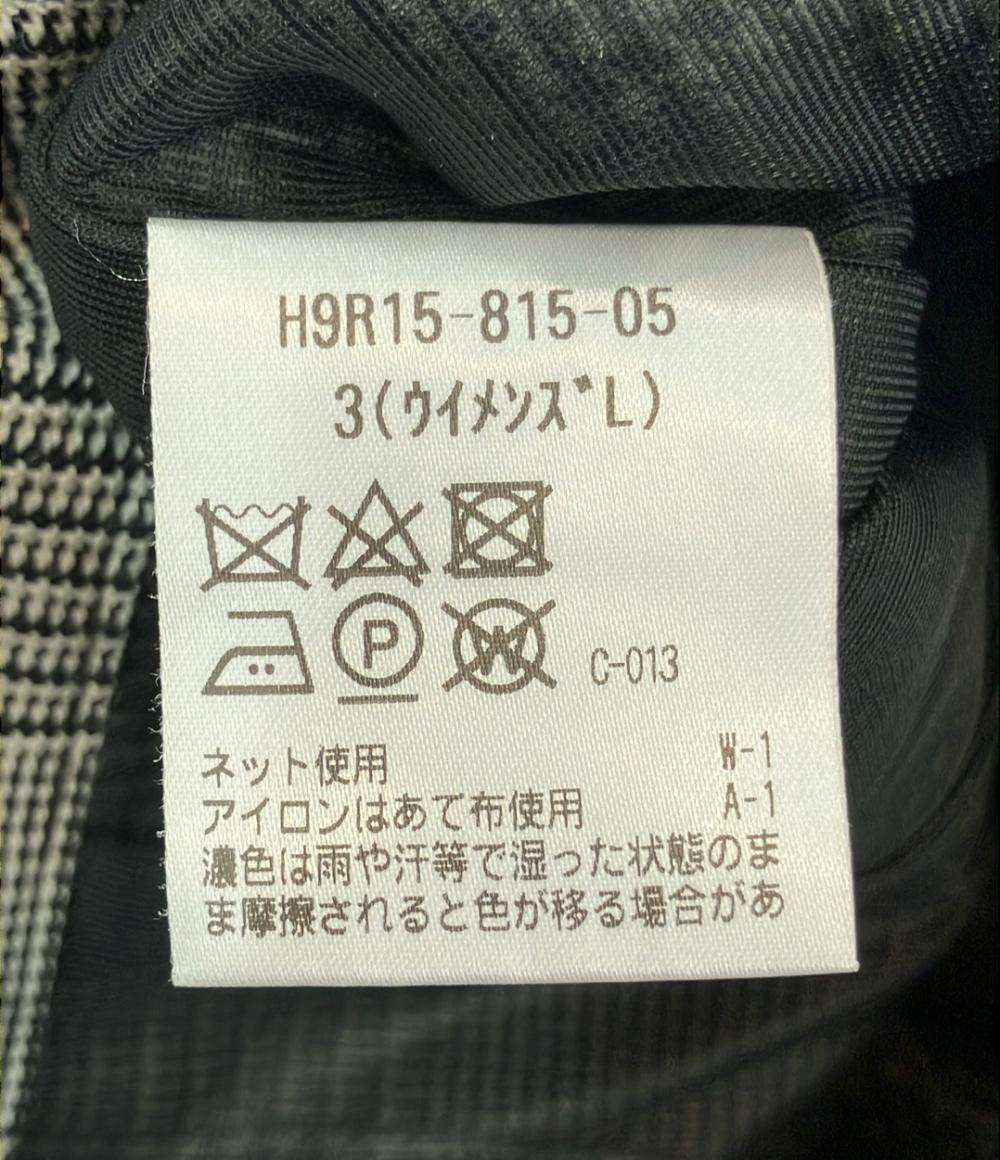 H9R15-815-05
3(ｳｲﾒﾝｽﾞL)
P W C-013
ネット使用 W-1
アイロンはあて布使用 A-1
濃色は雨や汗等で湿った状態のま
ま摩擦されると色が移る場合があ